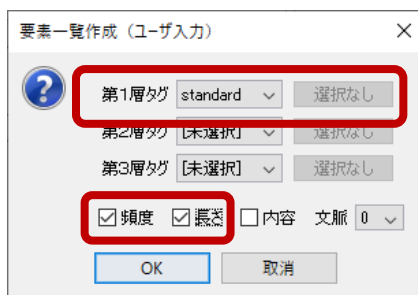 要素一覧作成（ユーザ入力）
第1層タグ standard 選択なし
第2層タグ [未選択] 選択なし
第3層タグ [未選択] 選択なし
頻度 長さ 内容 文脈 0
OK 取消